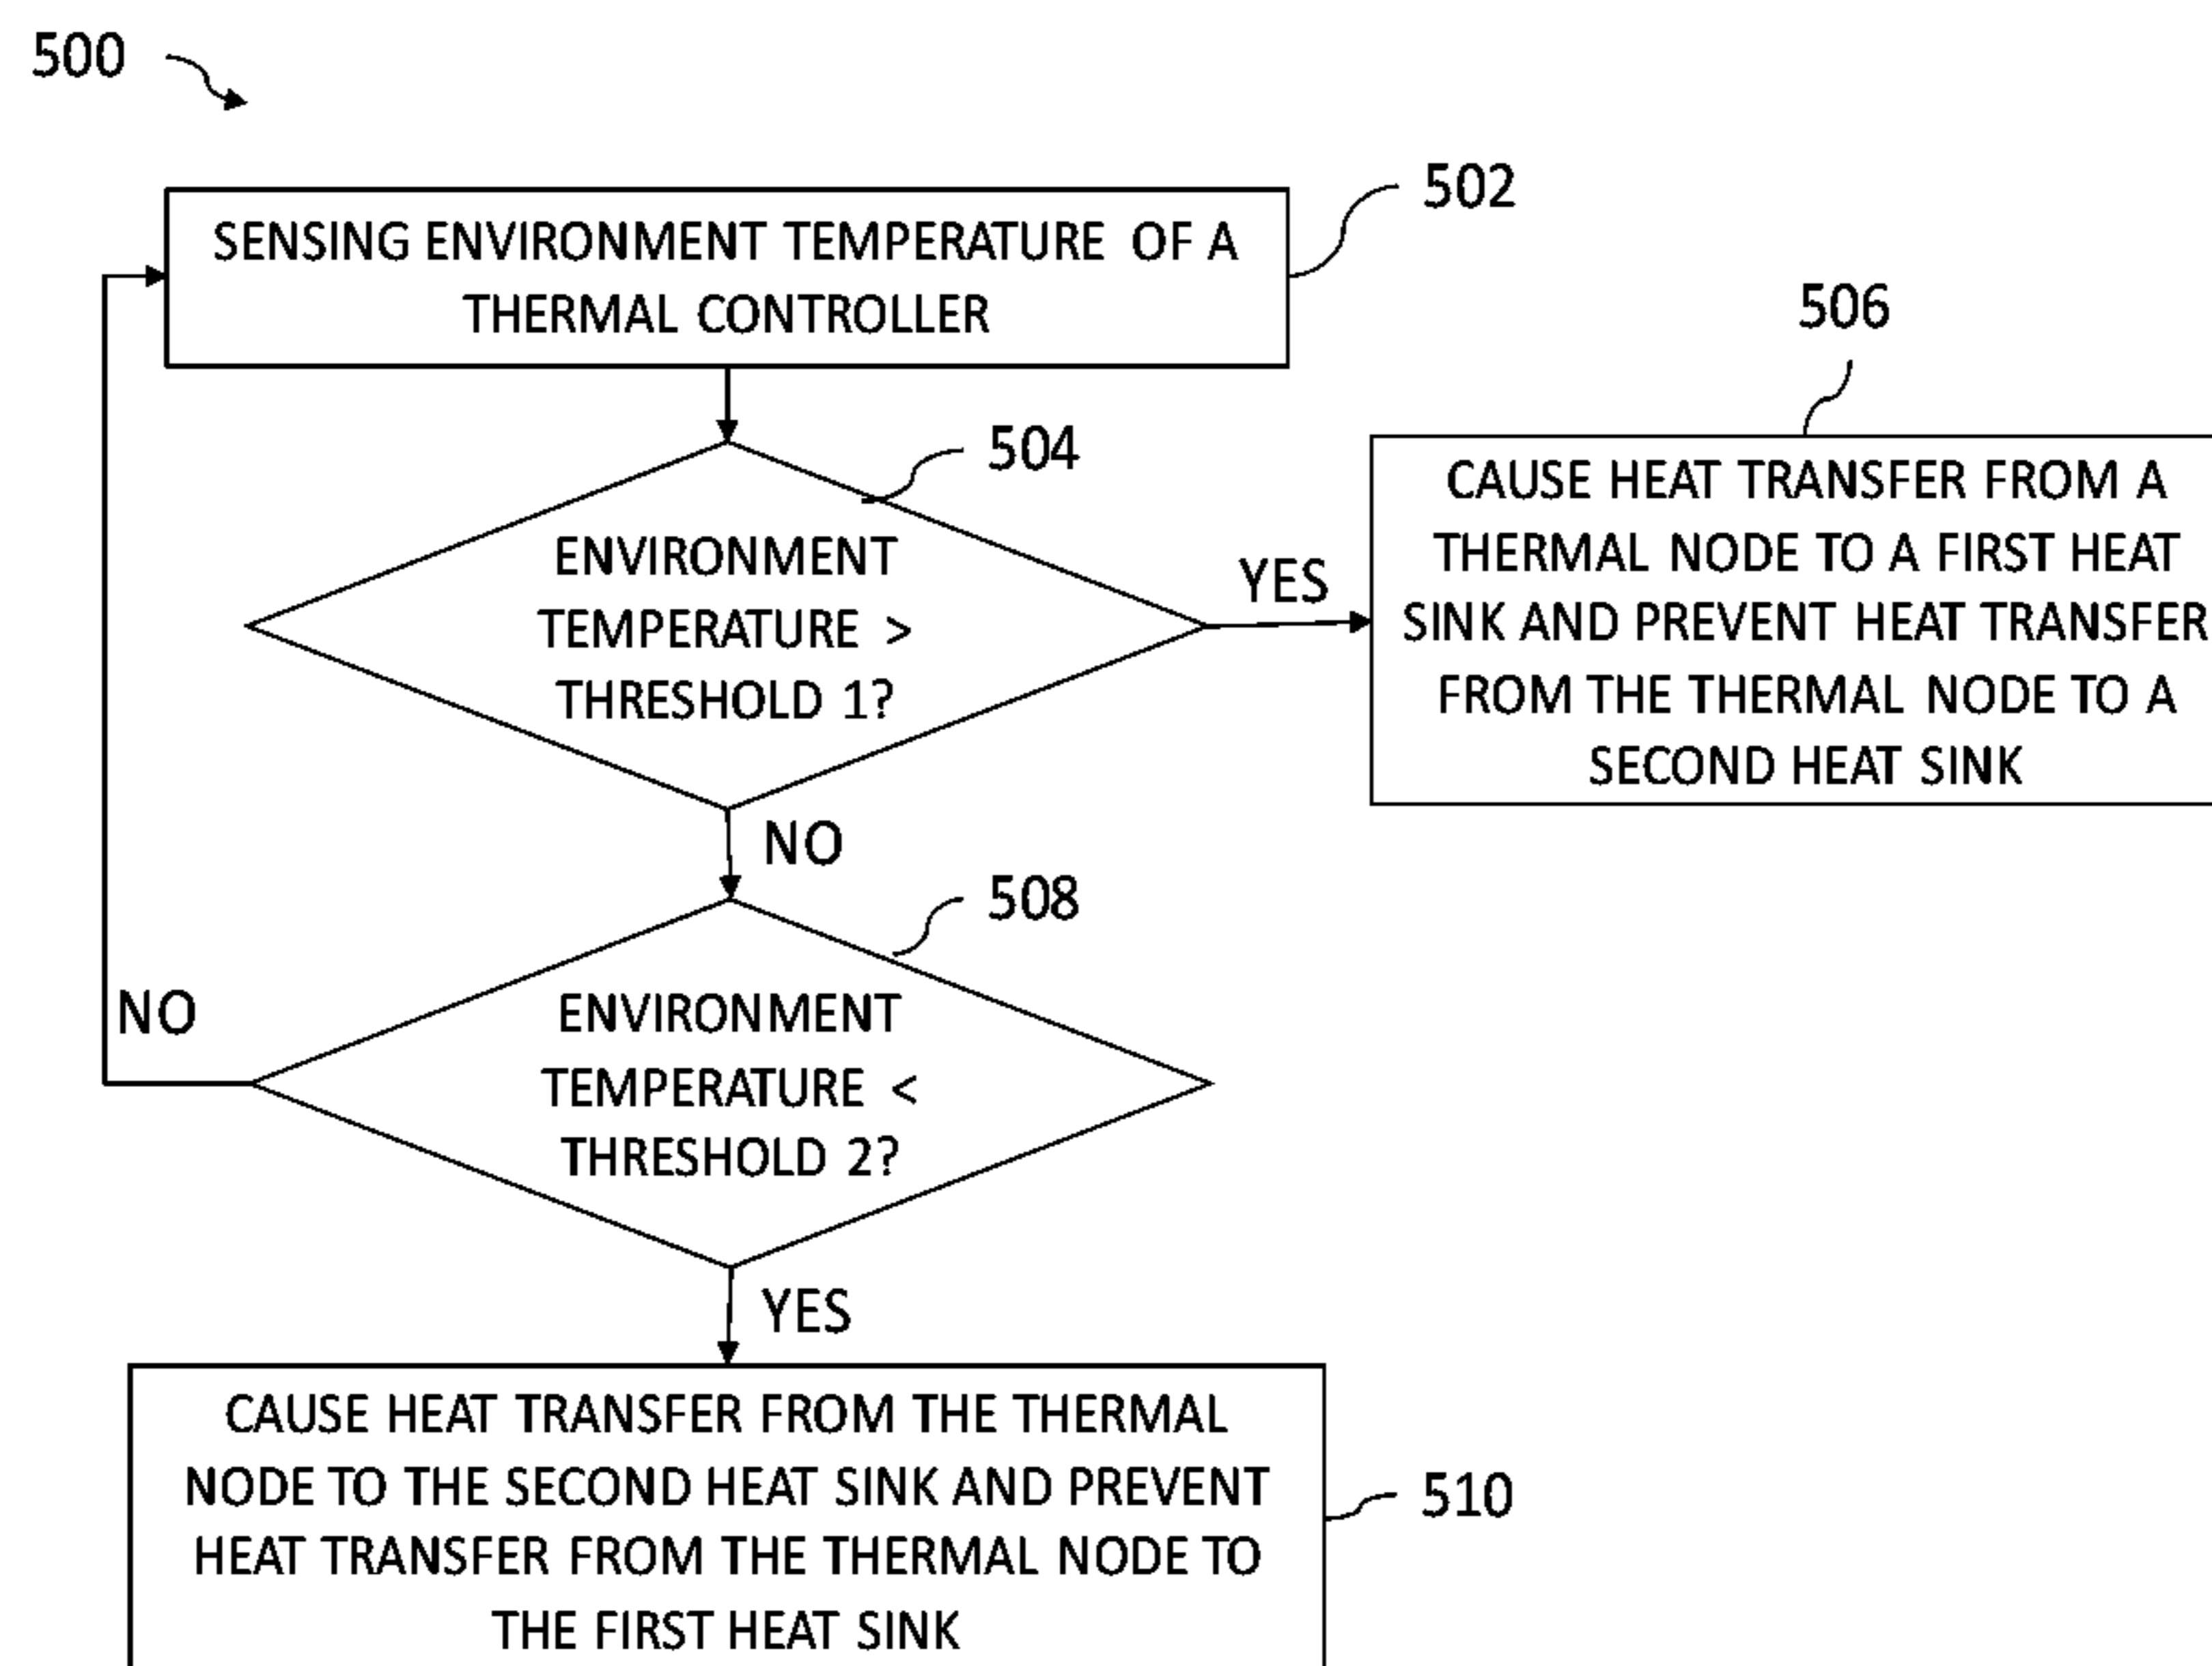 500
502
SENSING ENVIRONMENT TEMPERATURE OF A
THERMAL CONTROLLER
504
ENVIRONMENT
TEMPERATURE >
THRESHOLD 1?
YES
506
CAUSE HEAT TRANSFER FROM A
THERMAL NODE TO A FIRST HEAT
SINK AND PREVENT HEAT TRANSFER
FROM THE THERMAL NODE TO A
SECOND HEAT SINK
NO
508
ENVIRONMENT
TEMPERATURE <
THRESHOLD 2?
NO
YES
CAUSE HEAT TRANSFER FROM THE THERMAL
NODE TO THE SECOND HEAT SINK AND PREVENT
HEAT TRANSFER FROM THE THERMAL NODE TO
THE FIRST HEAT SINK
510